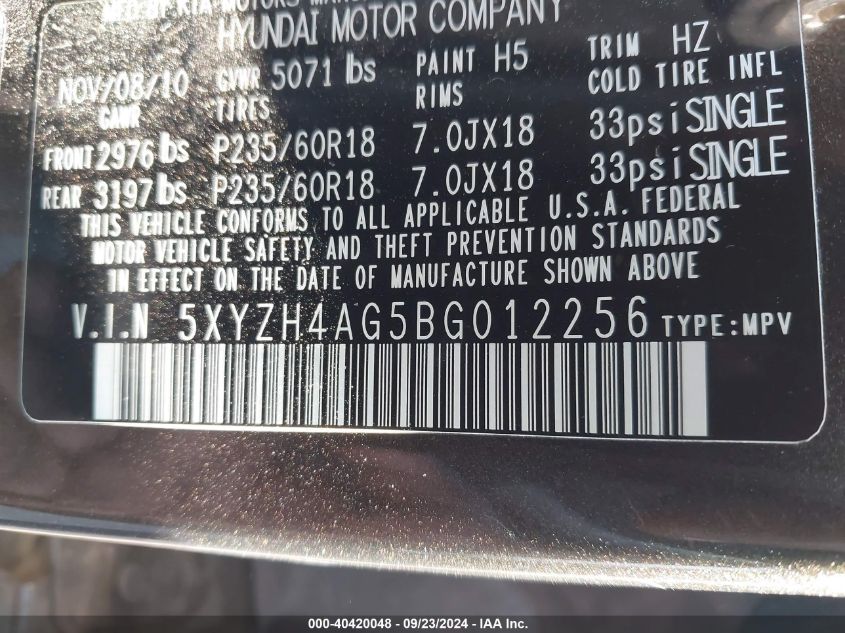 KIA MOTORS
HYUNDAI MOTOR COMPANY
NOV/08/10 GVWR 5071 lbs PAINT H5 TRIM HZ
GAWR TIRES RIMS COLD TIRE INFL
FRONT 2976 lbs P235/60R18 7.0JX18 33psi SINGLE
REAR 3197 lbs P235/60R18 7.0JX18 33psi SINGLE
THIS VEHICLE CONFORMS TO ALL APPLICABLE U.S.A. FEDERAL
MOTOR VEHICLE SAFETY AND THEFT PREVENTION STANDARDS
IN EFFECT ON THE DATE OF MANUFACTURE SHOWN ABOVE
V.I.N 5XYZH4AG5BG012256 TYPE:MPV
000-40420048 - 09/23/2024 - IAA Inc.